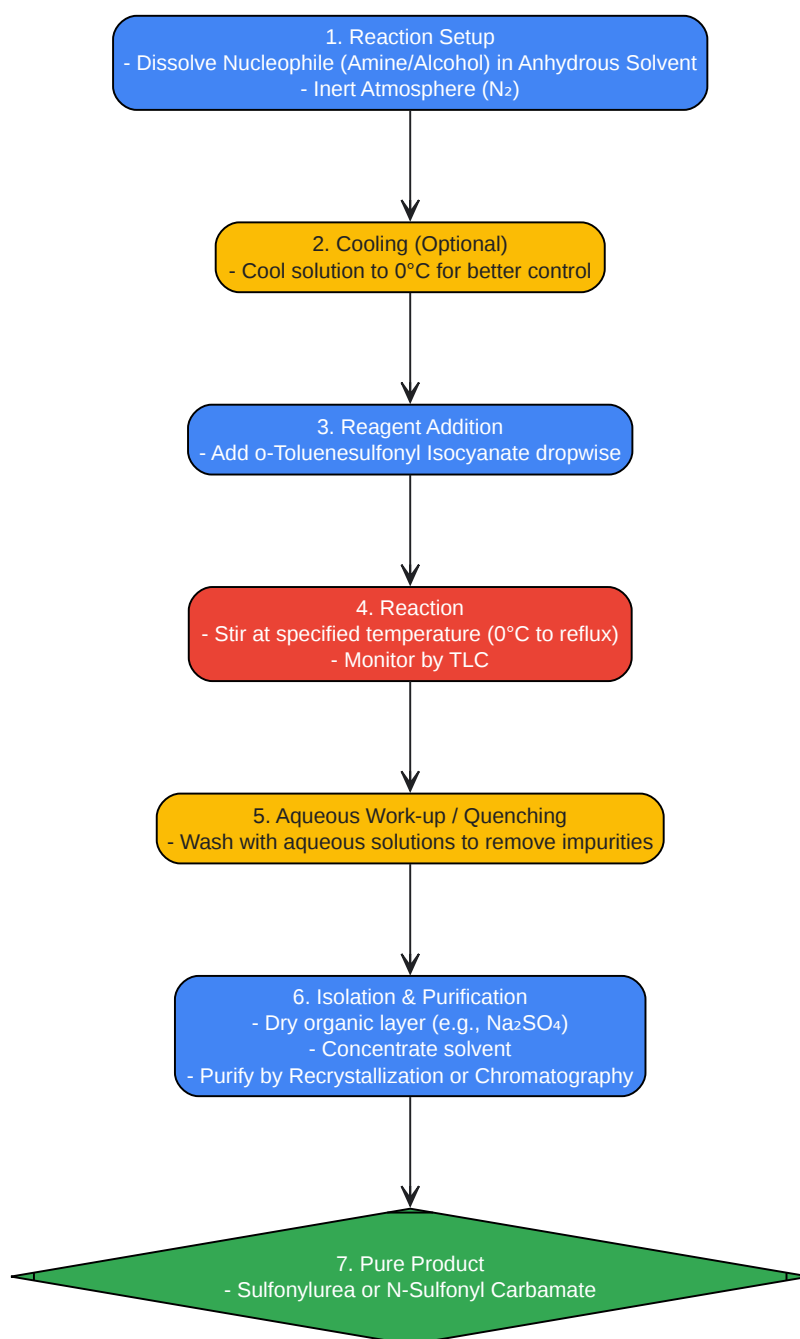 1. Reaction Setup
- Dissolve Nucleophile (Amine/Alcohol) in Anhydrous Solvent
- Inert Atmosphere (N₂)
2. Cooling (Optional)
- Cool solution to 0°C for better control
3. Reagent Addition
- Add o-Toluenesulfonyl Isocyanate dropwise
4. Reaction
- Stir at specified temperature (0°C to reflux)
- Monitor by TLC
5. Aqueous Work-up / Quenching
- Wash with aqueous solutions to remove impurities
6. Isolation & Purification
- Dry organic layer (e.g., Na₂SO₄)
- Concentrate solvent
- Purify by Recrystallization or Chromatography
7. Pure Product
- Sulfonylurea or N-Sulfonyl Carbamate